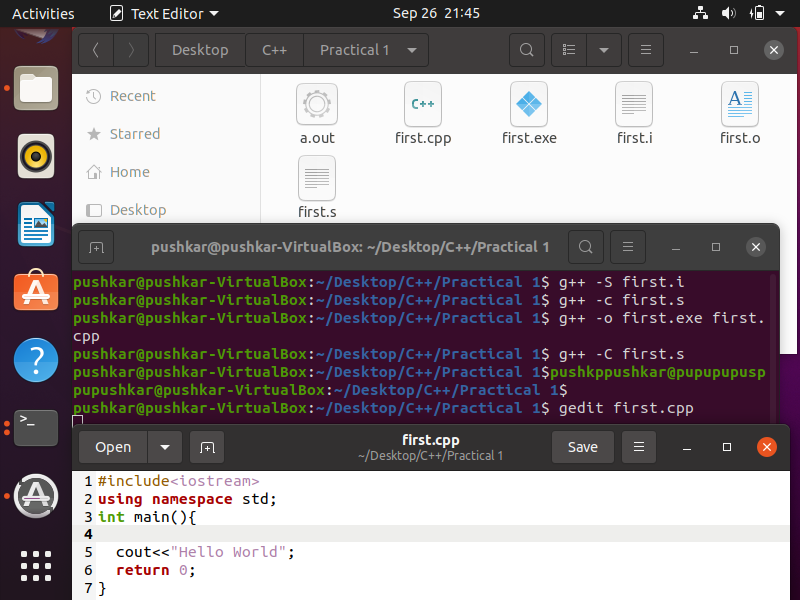 Activities Text Editor Sep 26 21:45
Desktop C++ Practical 1
Recent
Starred
Home
Desktop
C++
A
a.out first.cpp first.exe first.i first.o
first.s
pushkar@pushkar-VirtualBox: ~/Desktop/C++/Practical 1
pushkar@pushkar-VirtualBox:~/Desktop/C++/Practical 1$ g++ -S first.i
pushkar@pushkar-VirtualBox:~/Desktop/C++/Practical 1$ g++ -c first.s
pushkar@pushkar-VirtualBox:~/Desktop/C++/Practical 1$ g++ -o first.exe first.
cpp
pushkar@pushkar-VirtualBox:~/Desktop/C++/Practical 1$ g++ -C first.s
pushkar@pushkar-VirtualBox:~/Desktop/C++/Practical 1$pushkppushkar@pupupupusp
pupushkar@pushkar-VirtualBox:~/Desktop/C++/Practical 1$
pushkar@pushkar-VirtualBox:~/Desktop/C++/Practical 1$ gedit first.cpp
Open first.cpp Save
~/Desktop/C++/Practical 1
1 #include<iostream>
2 using namespace std;
3 int main(){
4
5 cout<<"Hello World";
6 return 0;
7 }